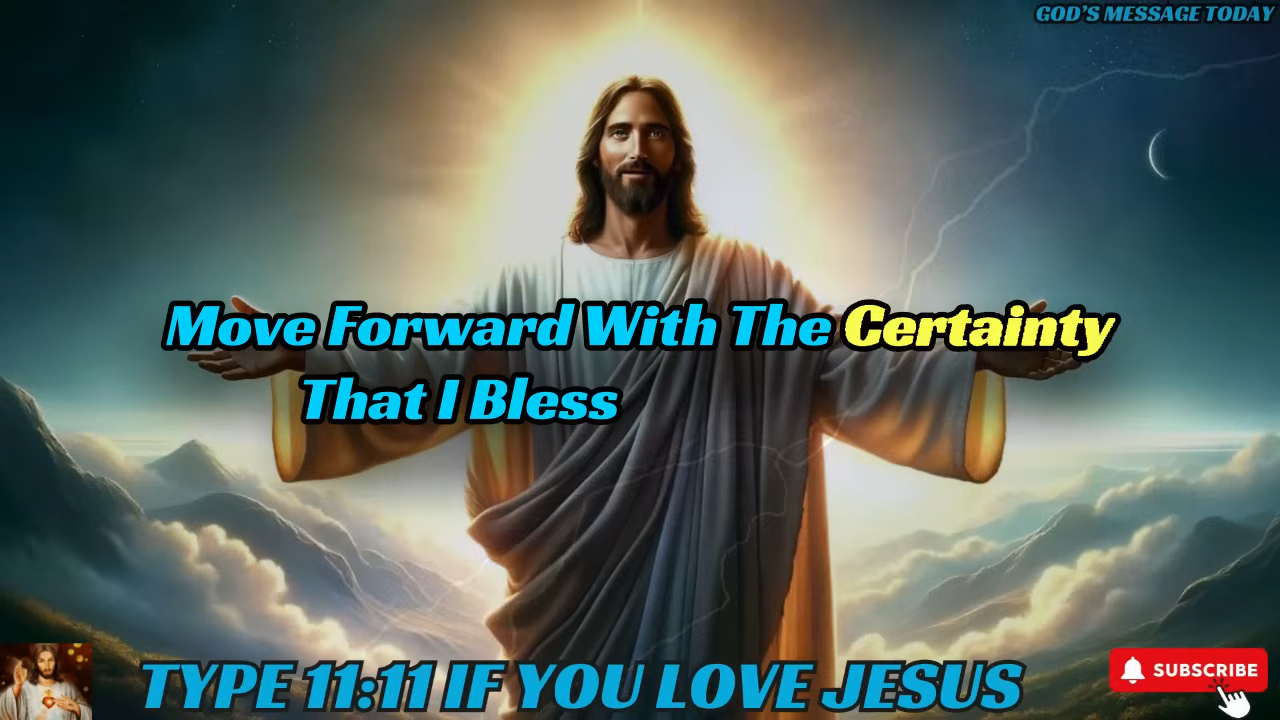 GOD'S MESSAGE TODAY
Move Forward With The Certainty
That I Bless
TYPE 11:11 IF YOU LOVE JESUS
SUBSCRIBE